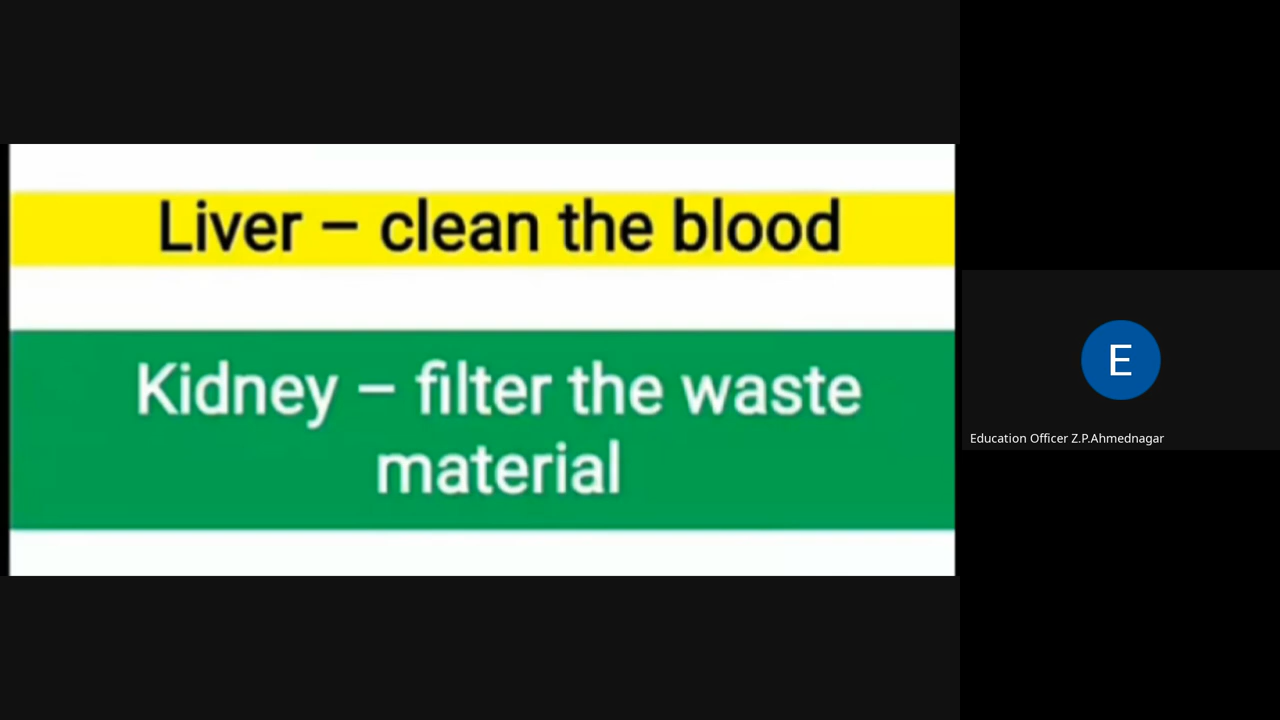 Liver – clean the blood
Kidney – filter the waste
material
E
Education Officer Z.P.Ahmednagar